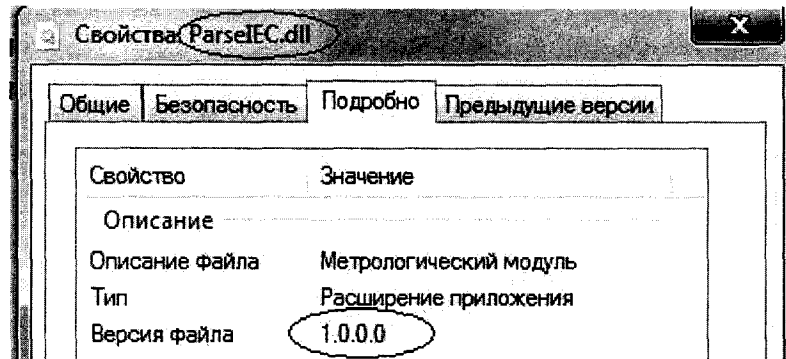 Свойства: ParseIEC.dll
Общие Безопасность Подробно Предыдущие версии
Свойство Значение
Описание
Описание файла Метрологический модуль
Тип Расширение приложения
Версия файла 1.0.0.0